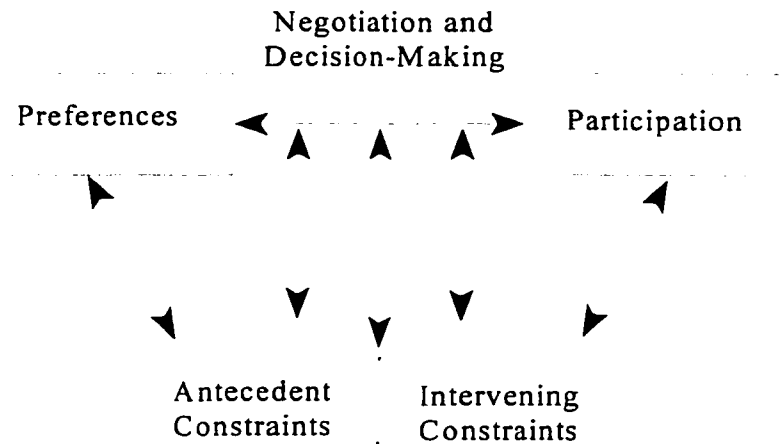 Negotiation and
Decision-Making
Preferences
Participation
Antecedent
Constraints
Intervening
Constraints